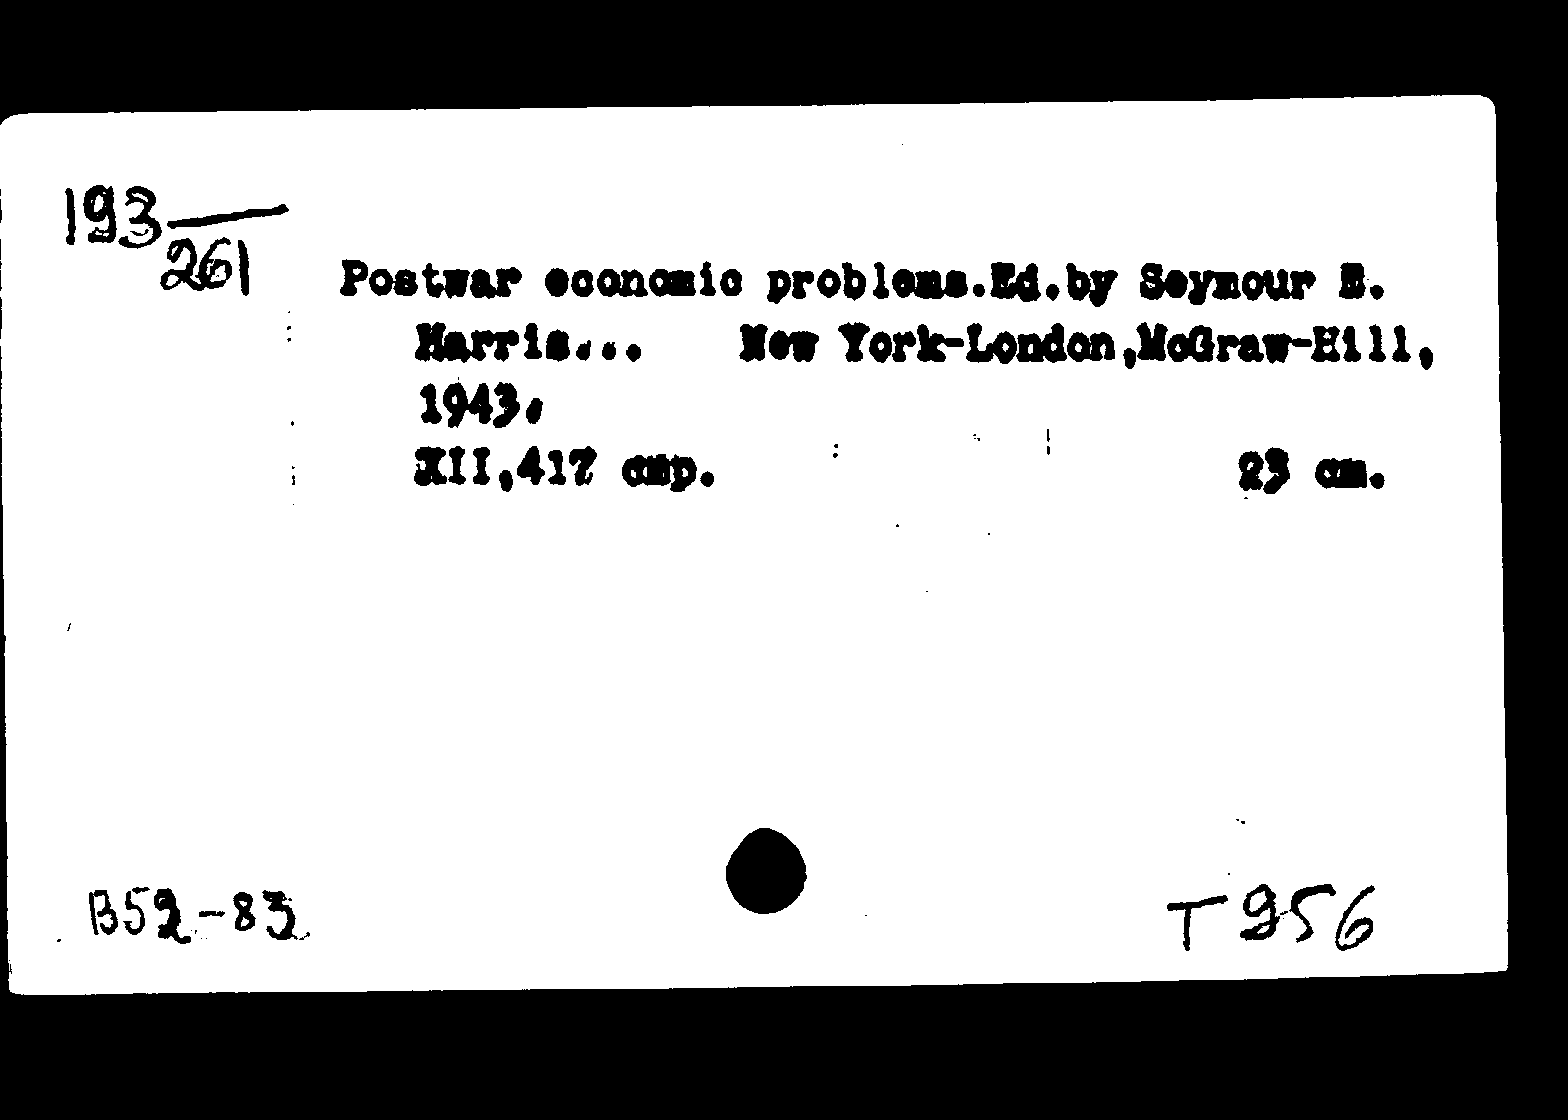 193/261
Postwar economic problems.Ed.by Seymour E.
Harris... New York-London,McGraw-Hill,
1943.
XII,417 стр. 23 cm.
B52-83 T956